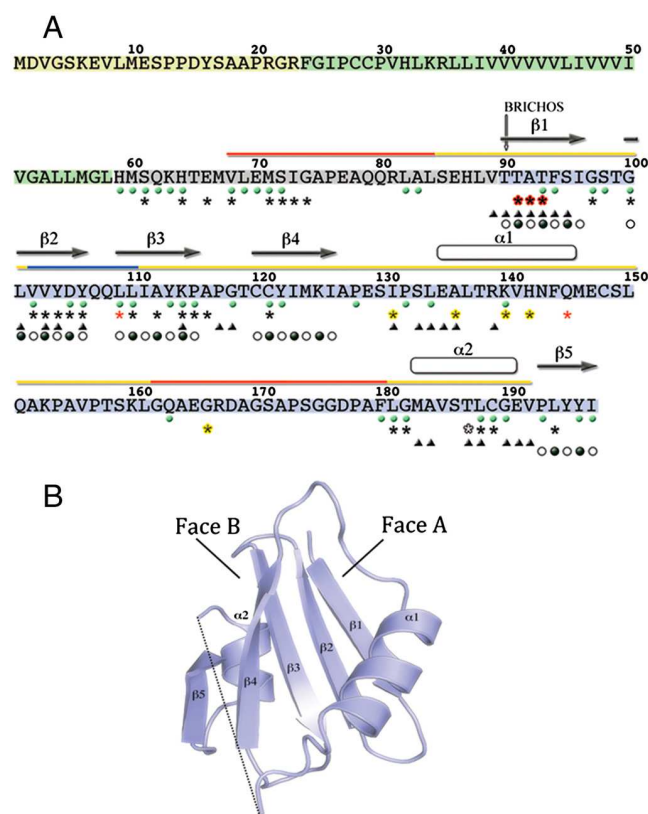 A
10 20 30 40 50
MDVGSKEVLMESPPDYSAAPRGRFGIPCCPVHLKRLLIVVVVVVLIVVVI
BRICHOS
β1
60 70 80 90 100
VGALLMGLHMSQKHTEMVLEMSIGAPEAQQRLALSEHLVTTATFSIGSTG
β2 β3 β4 α1
110 120 130 140 150
LVVYDYQQLLIAYKPAPGTCCYIMKIAPESIPSLEALTRKVHNFQMECSL
α2 β5
160 170 180 190
QAKPAVPTSKLGQAEGRDAGSAPSGGDPAFLGMAVSTLCGEVPLYYI
B
Face B Face A
α2 β1 α1
β5 β4 β3 β2